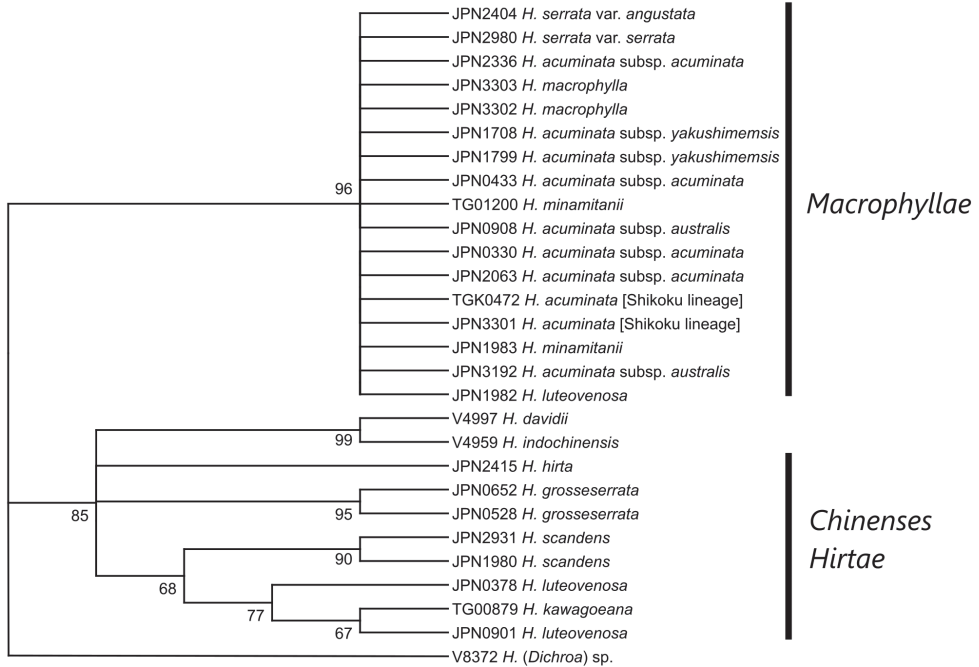 JPN2404 H. serrata var. angustata
JPN2980 H. serrata var. serrata
JPN2336 H. acuminata subsp. acuminata
JPN3303 H. macrophylla
JPN3302 H. macrophylla
JPN1708 H. acuminata subsp. yakushimemsis
JPN1799 H. acuminata subsp. yakushimemsis
JPN0433 H. acuminata subsp. acuminata
96
TG01200 H. minamitanii
Macrophyllae
JPN0908 H. acuminata subsp. australis
JPN0330 H. acuminata subsp. acuminata
JPN2063 H. acuminata subsp. acuminata
TGK0472 H. acuminata [Shikoku lineage]
JPN3301 H. acuminata [Shikoku lineage]
JPN1983 H. minamitanii
JPN3192 H. acuminata subsp. australis
JPN1982 H. luteovenosa
V4997 H. davidii
99
V4959 H. indochinensis
JPN2415 H. hirta
JPN0652 H. grosseserrata
85
95
JPN0528 H. grosseserrata
Chinenses
Hirtae
JPN2931 H. scandens
90
JPN1980 H. scandens
68
JPN0378 H. luteovenosa
77
TG00879 H. kawagoeana
67
JPN0901 H. luteovenosa
V8372 H. (Dichroa) sp.